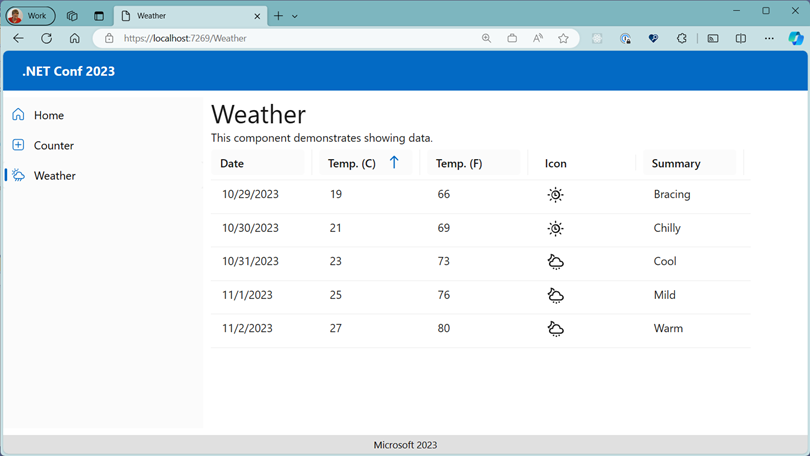 Work
Weather
https://localhost:7269/Weather
.NET Conf 2023
Home
Counter
Weather
Weather
This component demonstrates showing data.
Date Temp. (C) Temp. (F) Icon Summary
10/29/2023 19 66 Bracing
10/30/2023 21 69 Chilly
10/31/2023 23 73 Cool
11/1/2023 25 76 Mild
11/2/2023 27 80 Warm
Microsoft 2023